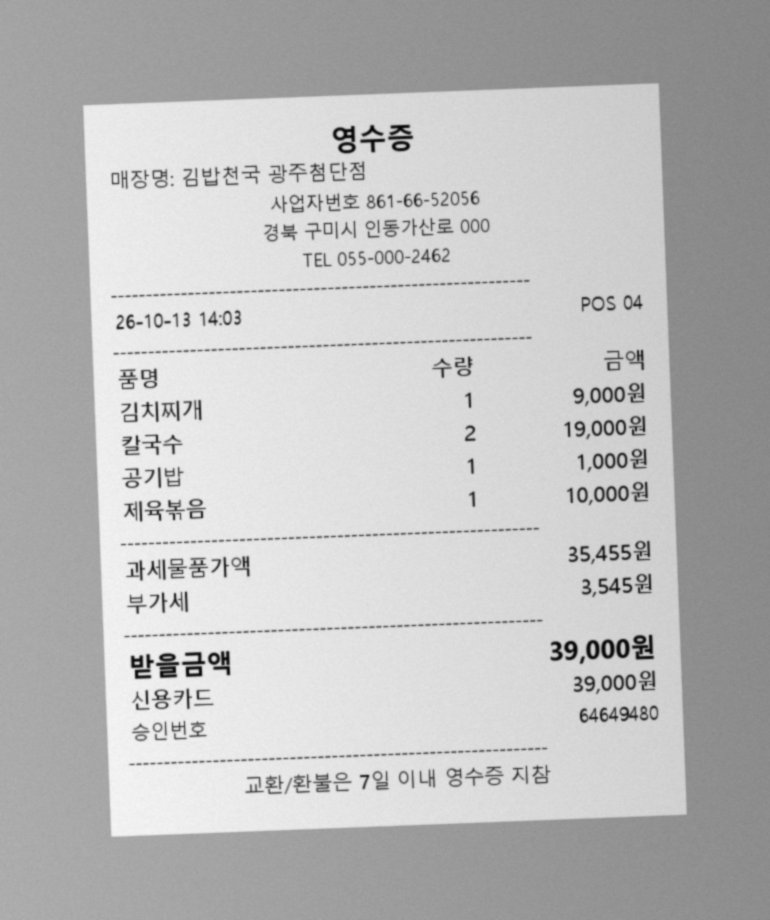 영수증
매장명: 김밥천국 광주첨단점
사업자번호 861-66-52056
경북 구미시 인동가산로 000
TEL 055-000-2462
26-10-13 14:03 POS 04
품명 수량 금액
김치찌개 1 9,000원
칼국수 2 19,000원
공기밥 1 1,000원
제육볶음 1 10,000원
과세물품가액 35,455원
부가세 3,545원
받을금액 39,000원
신용카드 39,000원
승인번호 64649480
교환/환불은 7일 이내 영수증 지참